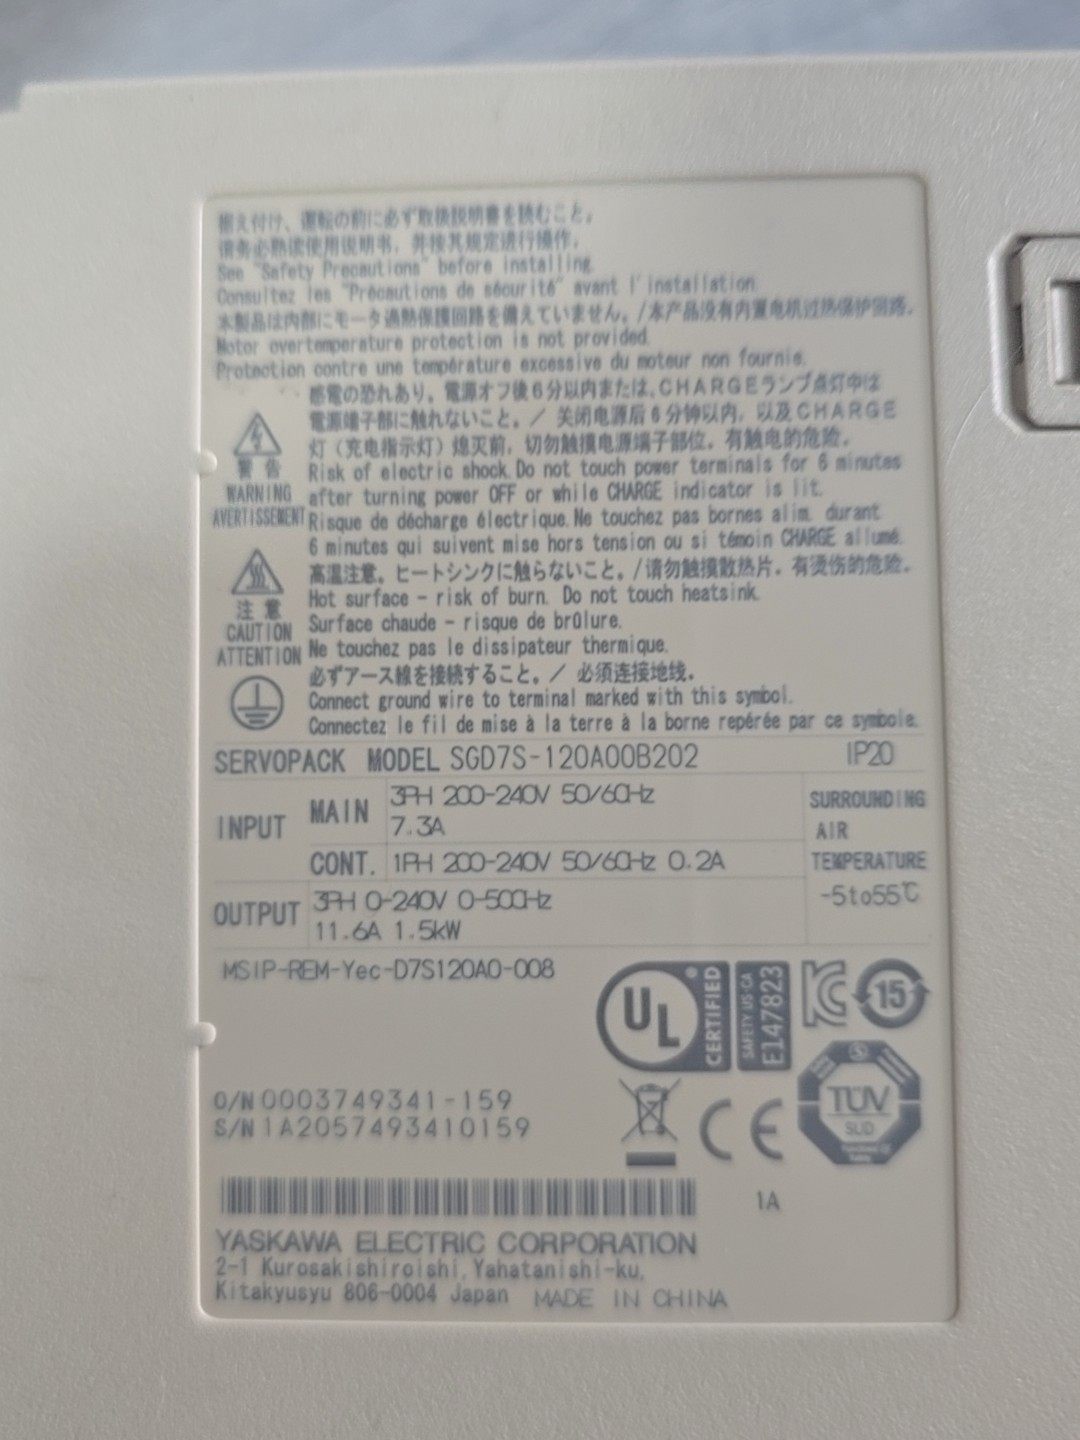 据え付け、運転の前に必ず取扱説明書を読むこと。
请务必熟读使用说明书，并按其规定进行操作。
See "Safety Precautions" before installing.
Consultez les "Précautions de sécurité" avant l'installation.
本製品は内部にモータ過熱保護回路を備えていません。/本产品没有内置电机过热保护回路。
Motor overtemperature protection is not provided.
Protection contre une température excessive du moteur non fournie.
感電の恐れあり。電源オフ後6分以内または、CHARGEランプ点灯中は
電源端子部に触れないこと。/ 关闭电源后6分钟以内，以及CHARGE
灯（充电指示灯）熄灭前，切勿触摸电源端子部位。有触电的危险。
警告
Risk of electric shock. Do not touch power terminals for 6 minutes
WARNING
after turning power OFF or while CHARGE indicator is lit.
AVERTISSEMENT
Risque de décharge électrique. Ne touchez pas bornes alim. durant
6 minutes qui suivent mise hors tension ou si témoin CHARGE allumé.
高温注意。ヒートシンクに触らないこと。/请勿触摸散热片。有烫伤的危险。
Hot surface - risk of burn. Do not touch heatsink.
注意
Surface chaude - risque de brûlure.
CAUTION
ATTENTION
Ne touchez pas le dissipateur thermique.
必ずアース線を接続すること。/ 必须连接地线。
Connect ground wire to terminal marked with this symbol.
Connectez le fil de mise à la terre à la borne repérée par ce symbole.
SERVOPACK MODEL SGD7S-120A00B202 IP20
INPUT
MAIN
3PH 200-240V 50/60Hz
7.3A
CONT. 1PH 200-240V 50/60Hz 0.2A
OUTPUT
3PH 0-240V 0-500Hz
11.6A 1.5kW
SURROUNDING
AIR
TEMPERATURE
-5to55℃
MSIP-REM-Yec-D7S120A0-008
UL
CERTIFIED
SAFETY US-CA
E147823
15
TÜV
SÜD
O/N 0003749341-159
S/N 1A2057493410159
CE
1A
YASKAWA ELECTRIC CORPORATION
2-1 Kurosakishiroishi, Yahatanishi-ku,
Kitakyusyu 806-0004 Japan MADE IN CHINA